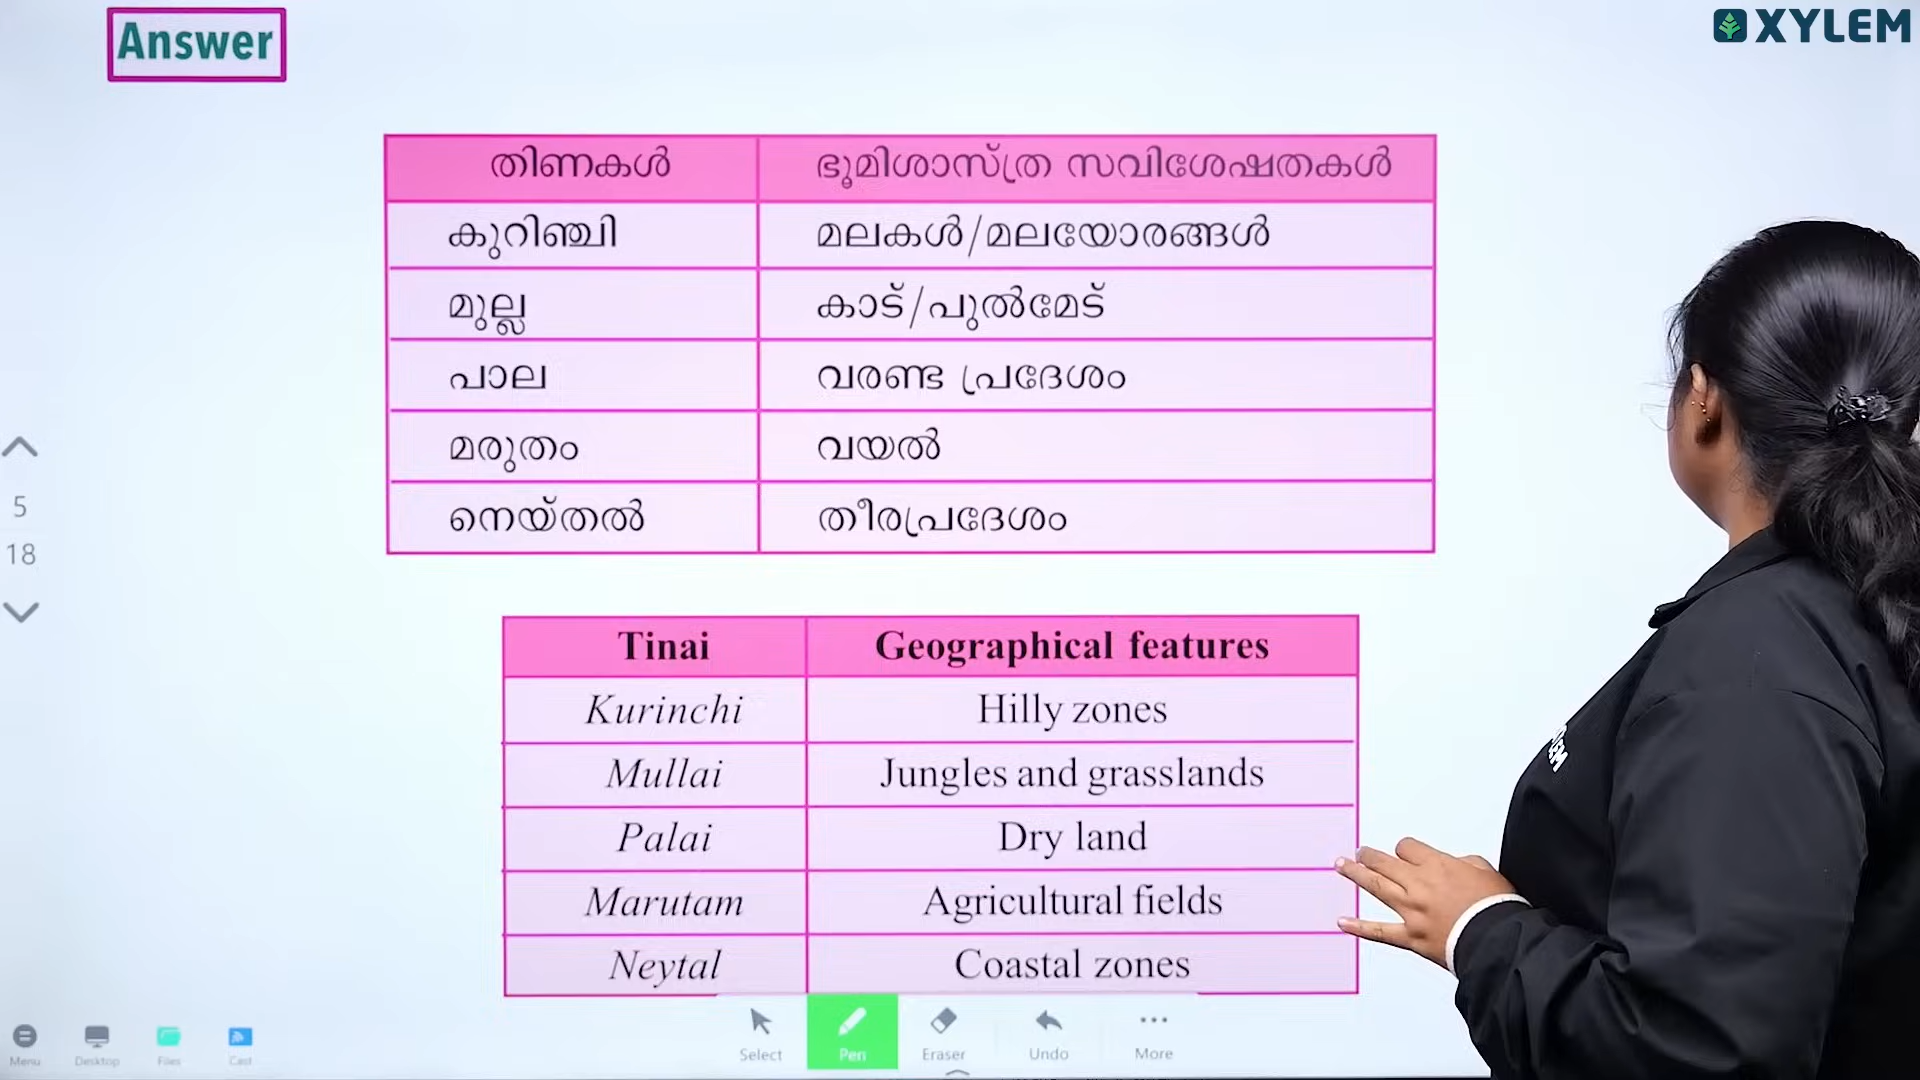 Answer
XYLEM
തിണകൾ ഭൂമിശാസ്ത്ര സവിശേഷതകൾ
കുറിഞ്ചി മലകൾ/മലയോരങ്ങൾ
മുല്ല കാട്/പുൽമേട്
പാല വരണ്ട പ്രദേശം
മരുതം വയൽ
നെയ്തൽ തീരപ്രദേശം
5
18
Tinai Geographical features
Kurinchi Hilly zones
Mullai Jungles and grasslands
Palai Dry land
Marutam Agricultural fields
Neytal Coastal zones
Menu Desktop Files Cast Select Pen Eraser Undo More